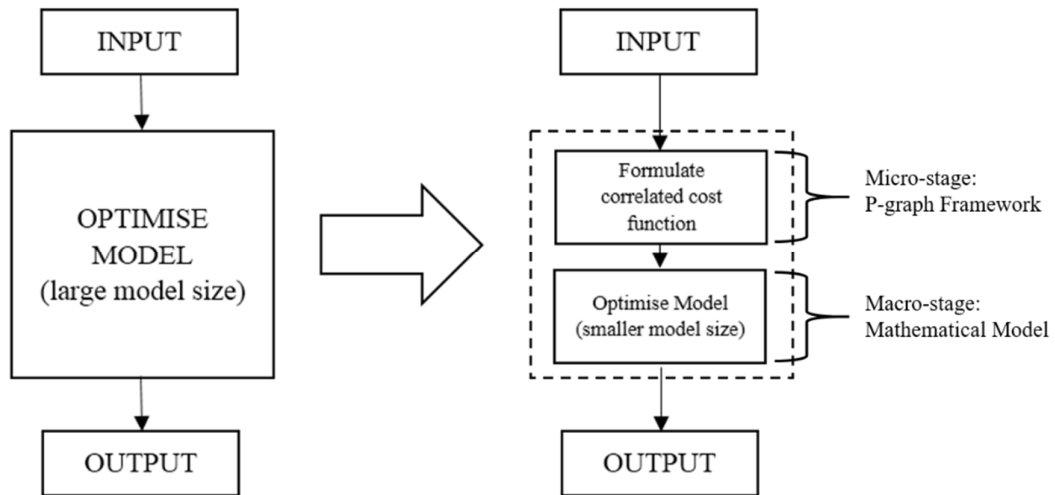 INPUT
OPTIMISE
MODEL
(large model size)
OUTPUT
INPUT
Formulate
correlated cost
function
Micro-stage:
P-graph Framework
Optimise Model
(smaller model size)
Macro-stage:
Mathematical Model
OUTPUT